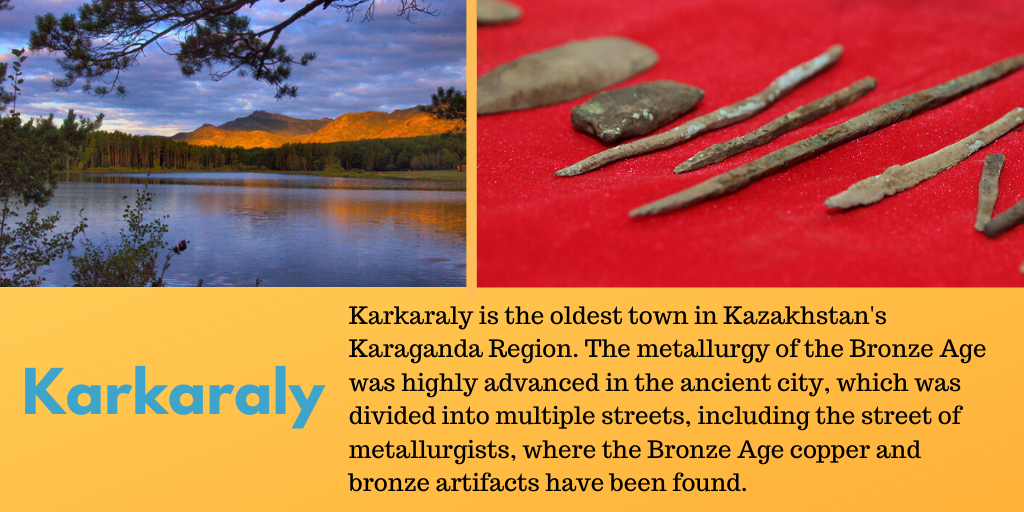 Karkaraly
Karkaraly is the oldest town in Kazakhstan's
Karaganda Region. The metallurgy of the Bronze Age
was highly advanced in the ancient city, which was
divided into multiple streets, including the street of
metallurgists, where the Bronze Age copper and
bronze artifacts have been found.